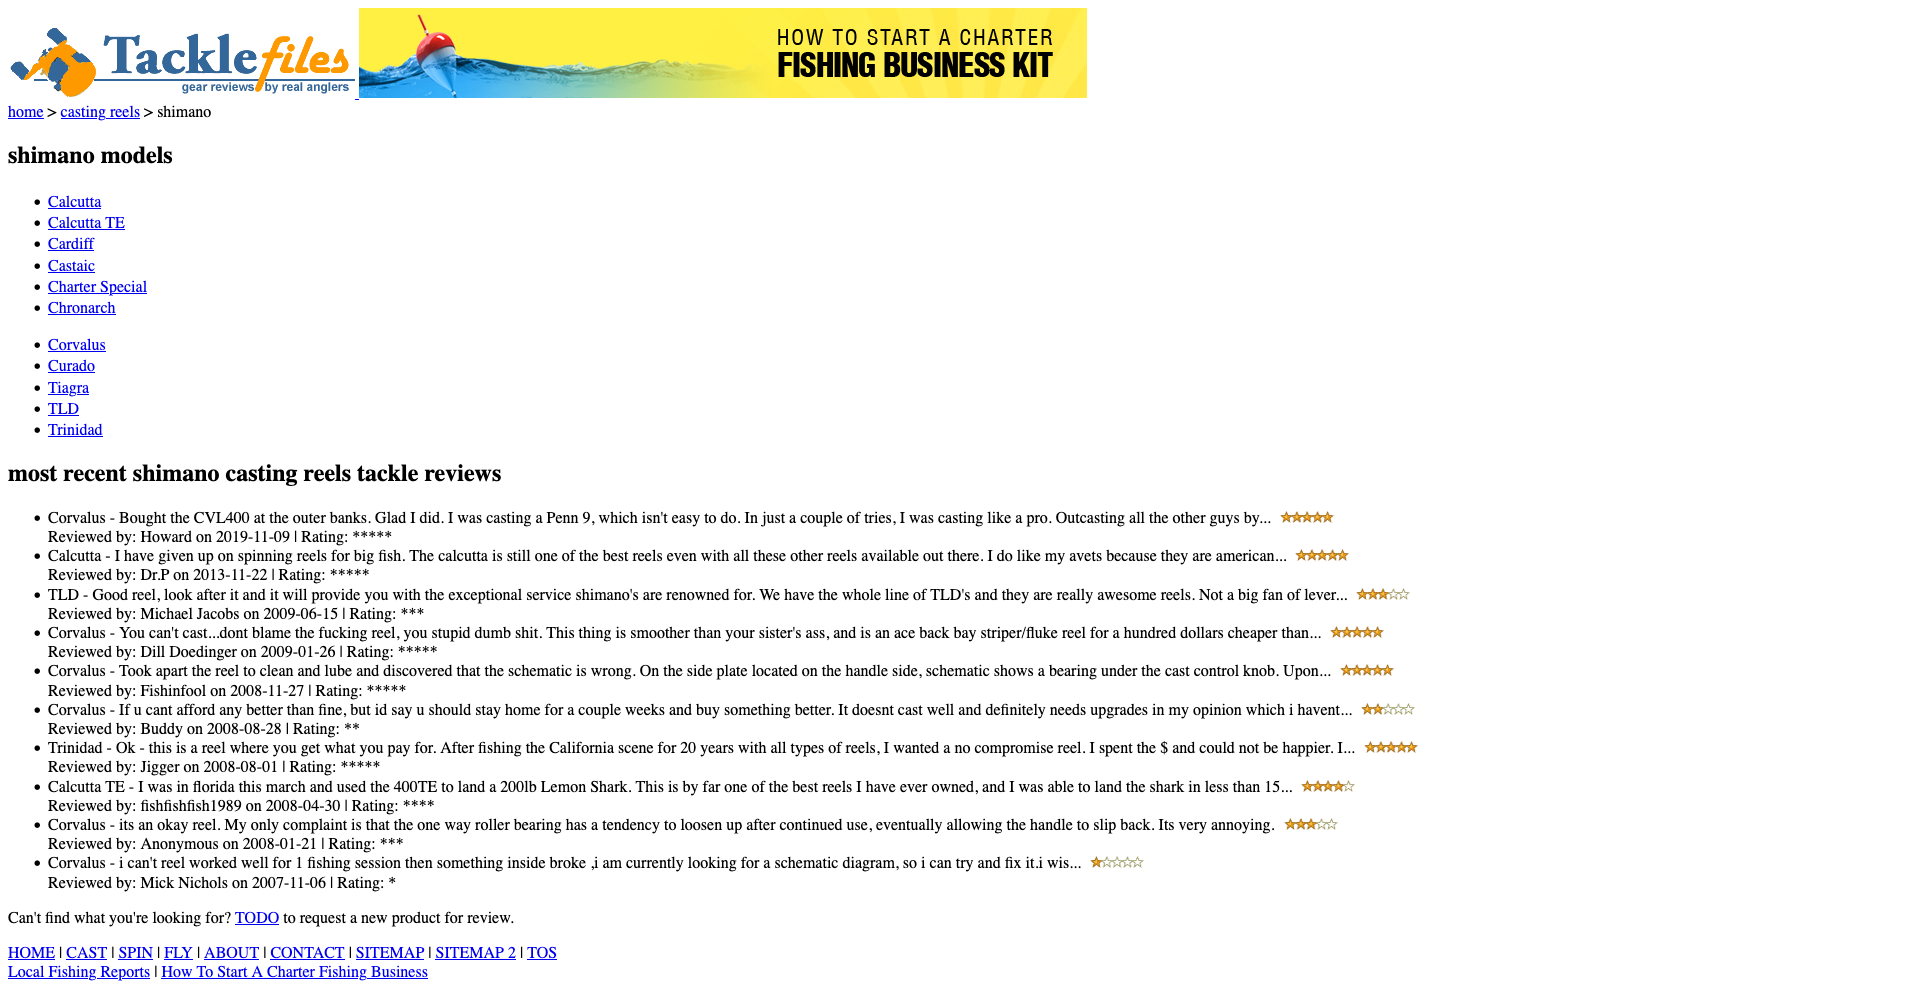 Tacklefiles
gear reviews by real anglers
HOW TO START A CHARTER
FISHING BUSINESS KIT
home > casting reels > shimano
shimano models
Calcutta
Calcutta TE
Cardiff
Castaic
Charter Special
Chronarch
Corvalus
Curado
Tiagra
TLD
Trinidad
most recent shimano casting reels tackle reviews
Corvalus - Bought the CVL400 at the outer banks. Glad I did. I was casting a Penn 9, which isn't easy to do. In just a couple of tries, I was casting like a pro. Outcasting all the other guys by...
Reviewed by: Howard on 2019-11-09 | Rating: *****
Calcutta - I have given up on spinning reels for big fish. The calcutta is still one of the best reels even with all these other reels available out there. I do like my avets because they are american...
Reviewed by: Dr.P on 2013-11-22 | Rating: *****
TLD - Good reel, look after it and it will provide you with the exceptional service shimano's are renowned for. We have the whole line of TLD's and they are really awesome reels. Not a big fan of lever...
Reviewed by: Michael Jacobs on 2009-06-15 | Rating: ***
Corvalus - You can't cast...dont blame the fucking reel, you stupid dumb shit. This thing is smoother than your sister's ass, and is an ace back bay striper/fluke reel for a hundred dollars cheaper than...
Reviewed by: Dill Doedinger on 2009-01-26 | Rating: *****
Corvalus - Took apart the reel to clean and lube and discovered that the schematic is wrong. On the side plate located on the handle side, schematic shows a bearing under the cast control knob. Upon...
Reviewed by: Fishinfool on 2008-11-27 | Rating: *****
Corvalus - If u cant afford any better than fine, but id say u should stay home for a couple weeks and buy something better. It doesnt cast well and definitely needs upgrades in my opinion which i havent...
Reviewed by: Buddy on 2008-08-28 | Rating: **
Trinidad - Ok - this is a reel where you get what you pay for. After fishing the California scene for 20 years with all types of reels, I wanted a no compromise reel. I spent the $ and could not be happier. I...
Reviewed by: Jigger on 2008-08-01 | Rating: *****
Calcutta TE - I was in florida this march and used the 400TE to land a 200lb Lemon Shark. This is by far one of the best reels I have ever owned, and I was able to land the shark in less than 15...
Reviewed by: fishfishfish1989 on 2008-04-30 | Rating: ****
Corvalus - its an okay reel. My only complaint is that the one way roller bearing has a tendency to loosen up after continued use, eventually allowing the handle to slip back. Its very annoying.
Reviewed by: Anonymous on 2008-01-21 | Rating: ***
Corvalus - i can't reel worked well for 1 fishing session then something inside broke ,i am currently looking for a schematic diagram, so i can try and fix it.i wis...
Reviewed by: Mick Nichols on 2007-11-06 | Rating: *
Can't find what you're looking for? TODO to request a new product for review.
HOME | CAST | SPIN | FLY | ABOUT | CONTACT | SITEMAP | SITEMAP 2 | TOS
Local Fishing Reports | How To Start A Charter Fishing Business